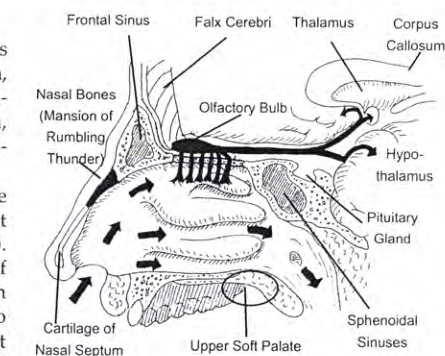 Frontal Sinus
Falx Cerebri
Thalamus
Corpus
Callosum
Nasal Bones
(Mansion of
Rumbling
Thunder)
Olfactory Bulb
Hypo-
thalamus
Pituitary
Gland
Cartilage of
Nasal Septum
Upper Soft Palate
Sphenoidal
Sinuses